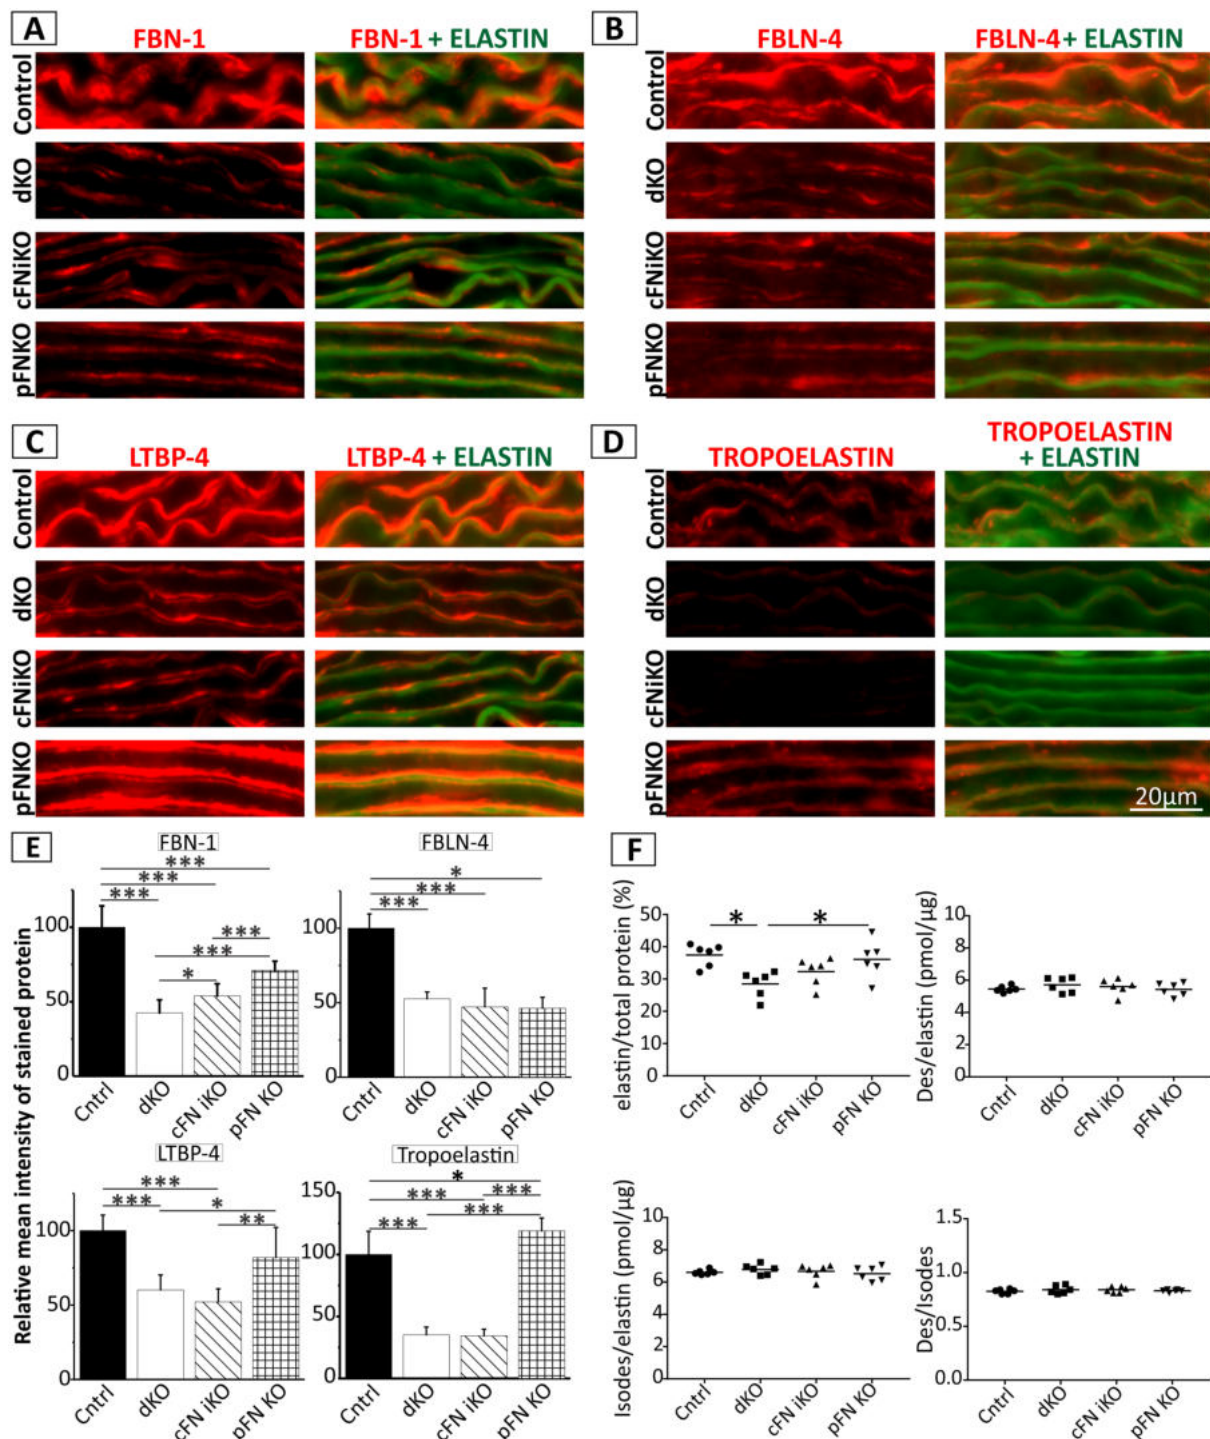 A
FBN-1
FBN-1 + ELASTIN
Control
dKO
cFNiKO
pFNKO
B
FBLN-4
FBLN-4+ ELASTIN
Control
dKO
cFNiKO
pFNKO
C
LTBP-4
LTBP-4 + ELASTIN
Control
dKO
cFNiKO
pFNKO
D
TROPOELASTIN
TROPOELASTIN
+ ELASTIN
Control
dKO
cFNiKO
pFNKO
20µm
E
Relative mean intensity of stained protein
FBN-1
***
***
***
***
***
*
100
50
0
Cntrl
dKO
cFN iKO
pFN KO
FBLN-4
*
***
***
100
50
0
Cntrl
dKO
cFN iKO
pFN KO
LTBP-4
***
***
*
**
100
50
0
Cntrl
dKO
cFN iKO
pFN KO
Tropoelastin
*
***
***
***
***
150
100
50
0
Cntrl
dKO
cFN iKO
pFN KO
F
elastin/total protein (%)
50
40
30
20
10
0
*
*
Cntrl
dKO
cFN iKO
pFN KO
Des/elastin (pmol/µg)
10
8
6
4
2
0
Cntrl
dKO
cFN iKO
pFN KO
Isodes/elastin (pmol/µg)
10
8
6
4
2
0
Cntrl
dKO
cFN iKO
pFN KO
Des/Isodes
1.5
1.0
0.5
0.0
Cntrl
dKO
cFN iKO
pFN KO